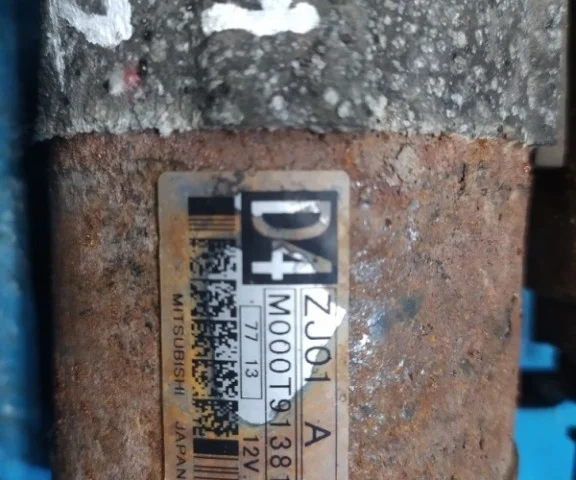 D4
ZJ01 A
M000T91381
77 13
12V
MITSUBISHI JAPAN